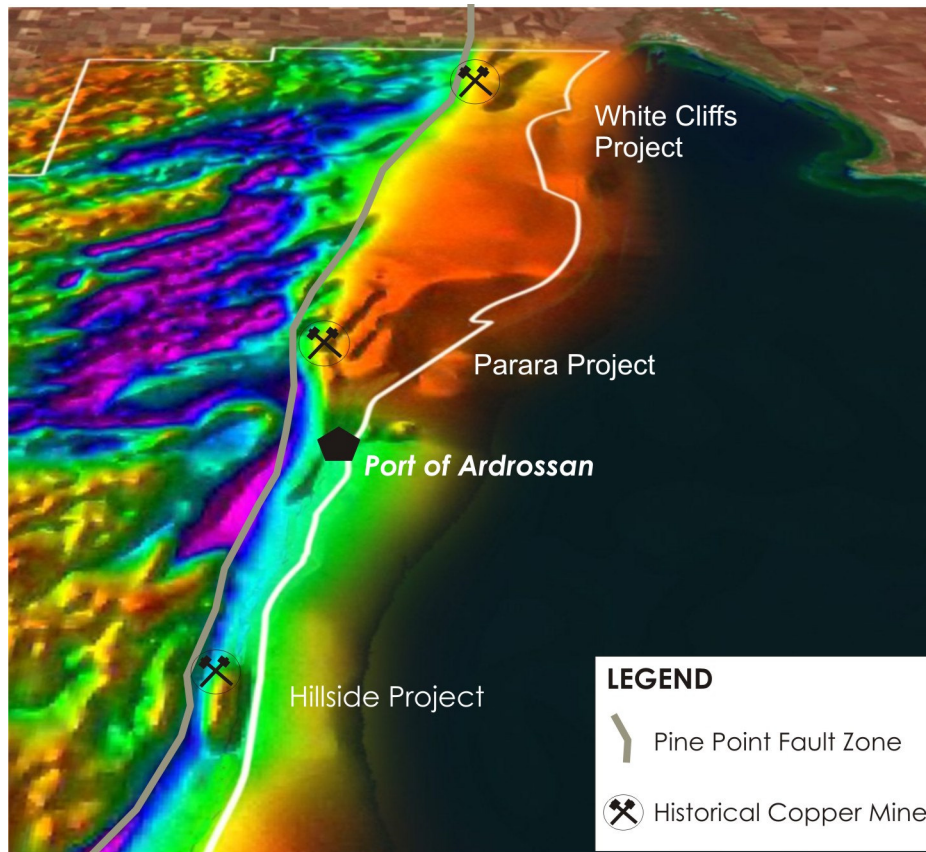 White Cliffs
Project
Parara Project
Port of Ardrossan
Hillside Project
LEGEND
Pine Point Fault Zone
Historical Copper Mine